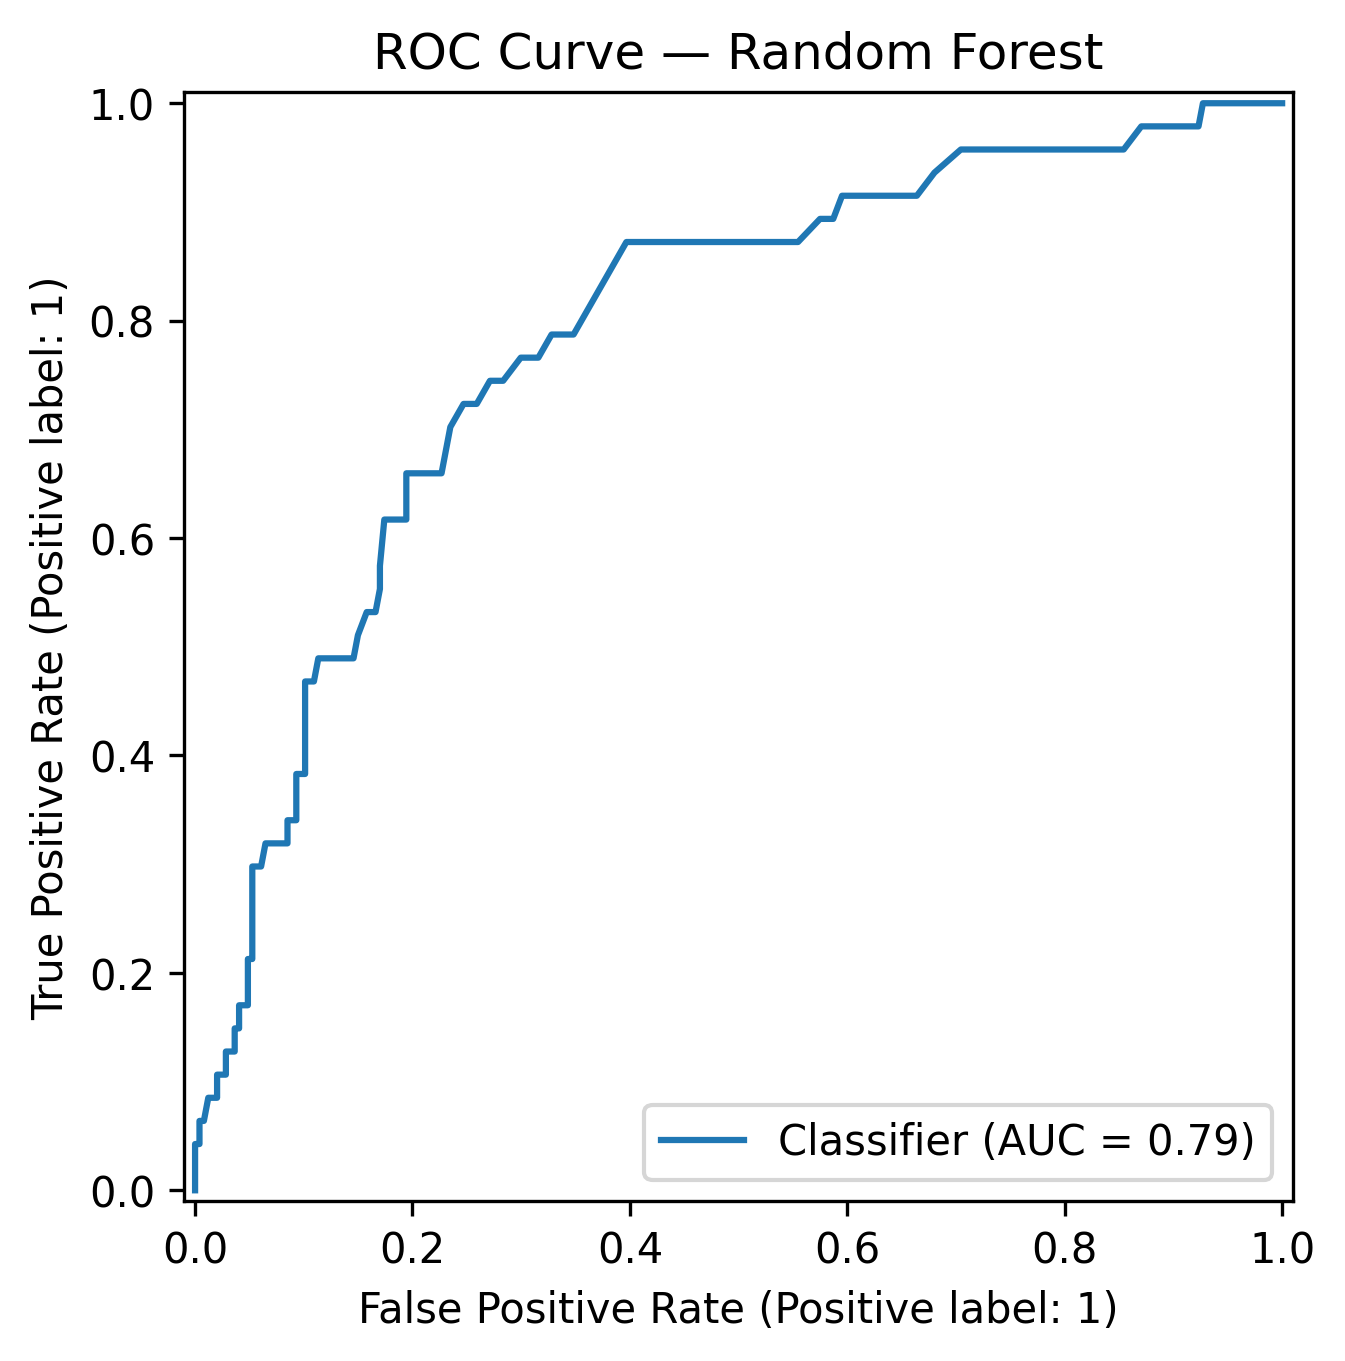 ROC Curve — Random Forest
True Positive Rate (Positive label: 1)
1.0
0.8
0.6
0.4
0.2
0.0
Classifier (AUC = 0.79)
0.0 0.2 0.4 0.6 0.8 1.0
False Positive Rate (Positive label: 1)